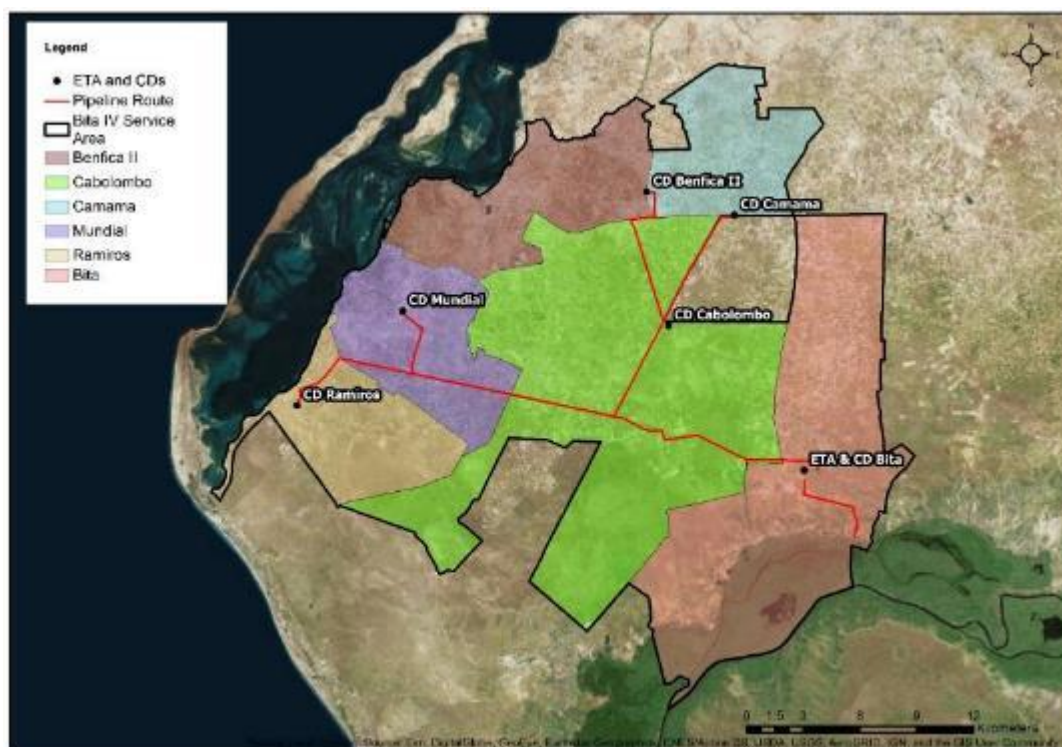 Legend
ETA and CDs
Pipeline Route
Bita IV Service
Area
Benfica II
Cabolombo
Camama
Mundial
Ramiros
Bita
CD Benfica II
CD Camama
CD Mundial
CD Cabolombo
CD Ramiros
ETA & CD Bita
0 1.5 3 6 9 12
Kilometers